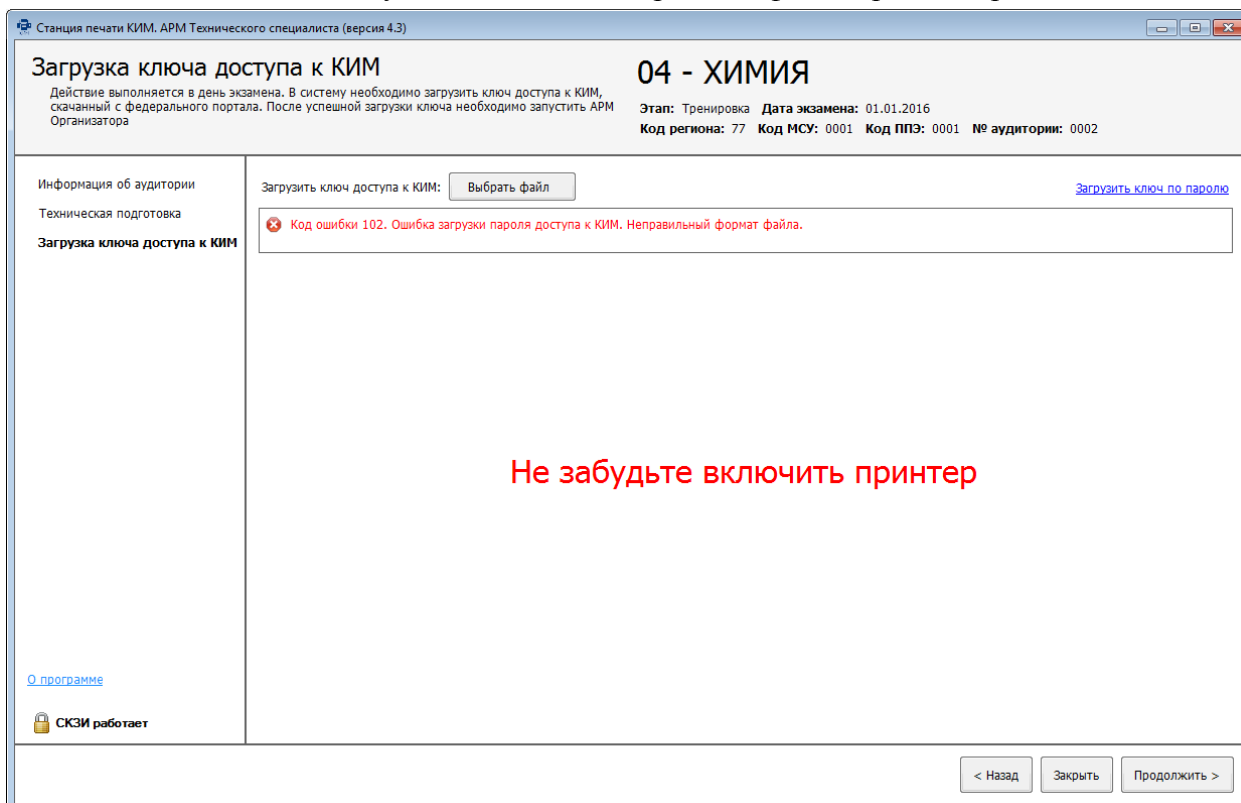 Станция печати КИМ. АРМ Технического специалиста (версия 4.3)
Загрузка ключа доступа к КИМ
Действие выполняется в день экзамена. В систему необходимо загрузить ключ доступа к КИМ,
скачанный с федерального портала. После успешной загрузки ключа необходимо запустить АРМ
Организатора
04 - ХИМИЯ
Этап: Тренировка Дата экзамена: 01.01.2016
Код региона: 77 Код МСУ: 0001 Код ППЭ: 0001 № аудитории: 0002
Информация об аудитории
Техническая подготовка
Загрузка ключа доступа к КИМ
Загрузить ключ доступа к КИМ: Выбрать файл
Загрузить ключ по паролю
Код ошибки 102. Ошибка загрузки пароля доступа к КИМ. Неправильный формат файла.
Не забудьте включить принтер
О программе
СКЗИ работает
< Назад
Закрыть
Продолжить >